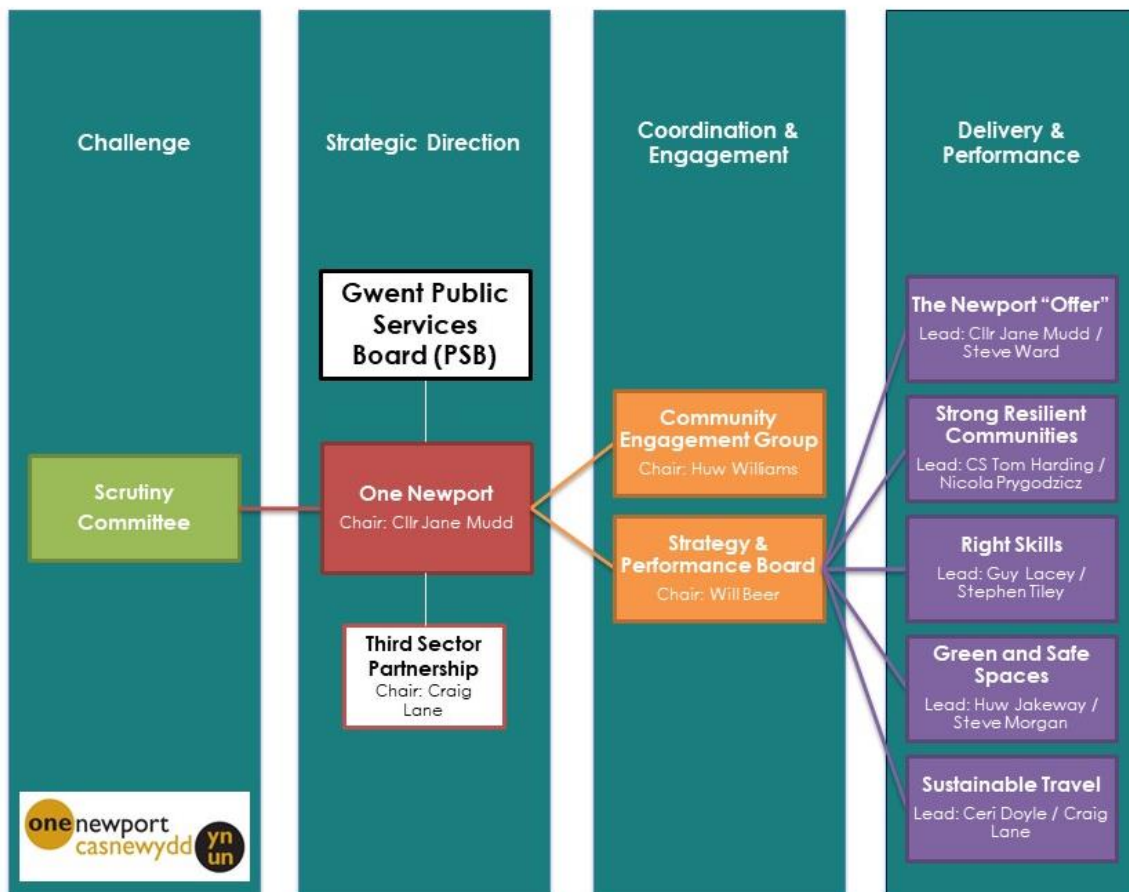 Challenge
Scrutiny
Committee
one newport
casnewydd
yn
un
Strategic Direction
Gwent Public
Services
Board (PSB)
One Newport
Chair: Cllr Jane Mudd
Third Sector
Partnership
Chair: Craig
Lane
Coordination &
Engagement
Community
Engagement Group
Chair: Huw Williams
Strategy &
Performance Board
Chair: Will Beer
Delivery &
Performance
The Newport “Offer”
Lead: Cllr Jane Mudd /
Steve Ward
Strong Resilient
Communities
Lead: CS Tom Harding /
Nicola Prygodzicz
Right Skills
Lead: Guy Lacey /
Stephen Tiley
Green and Safe
Spaces
Lead: Huw Jakeway /
Steve Morgan
Sustainable Travel
Lead: Ceri Doyle / Craig
Lane